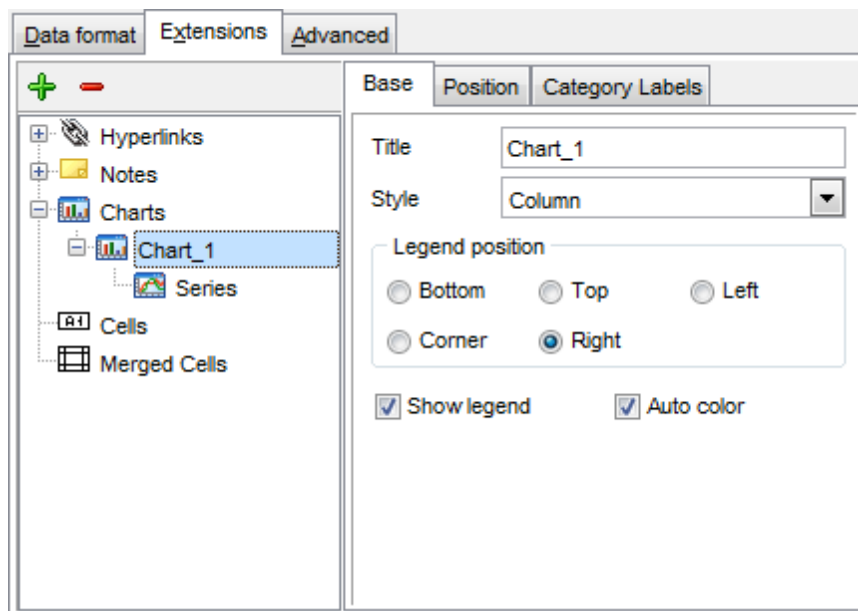 Data format Extensions Advanced
Base Position Category Labels
Hyperlinks
Notes
Charts
Chart_1
Series
Cells
Merged Cells
Title Chart_1
Style Column
Legend position
Bottom Top Left
Corner Right
Show legend Auto color